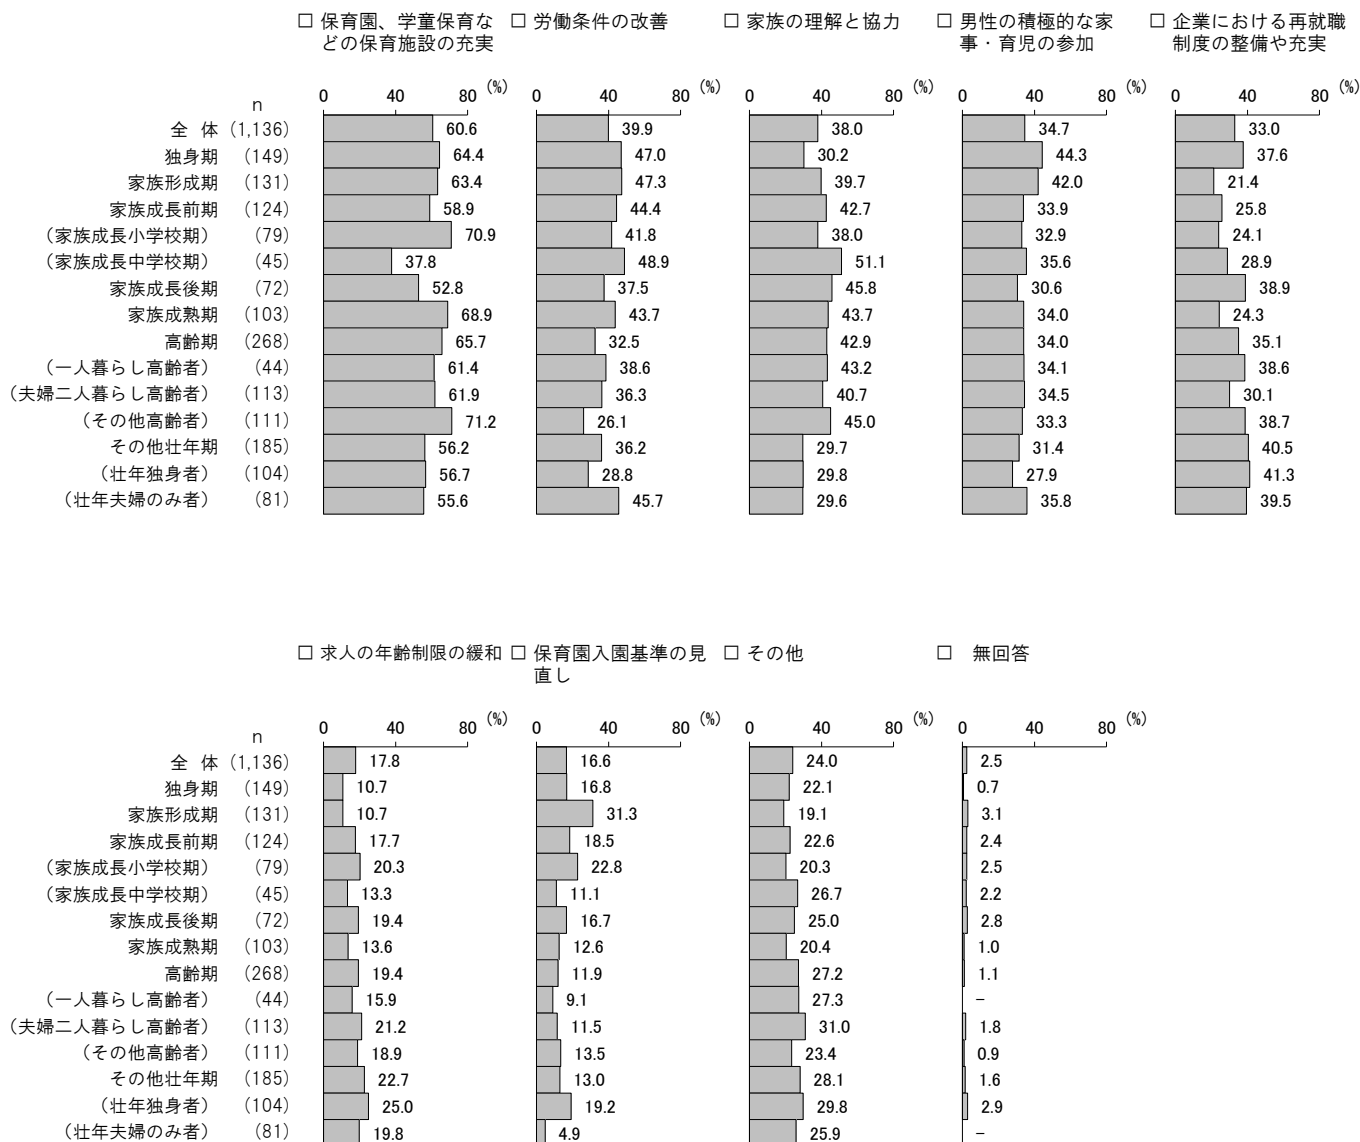 □ 保育園、学童保育な □ 労働条件の改善 □ 家族の理解と協力 □ 男性の積極的な家 □ 企業における再就職
どの保育施設の充実 事・育児の参加 制度の整備や充実
n 0 40 80 (%) 0 40 80 (%) 0 40 80 (%) 0 40 80 (%) 0 40 80 (%)
全 体 (1,136) 60.6 39.9 38.0 34.7 33.0
独身期 (149) 64.4 47.0 30.2 44.3 37.6
家族形成期 (131) 63.4 47.3 39.7 42.0 21.4
家族成長前期 (124) 58.9 44.4 42.7 33.9 25.8
（家族成長小学校期） (79) 70.9 41.8 38.0 32.9 24.1
（家族成長中学校期） (45) 37.8 48.9 51.1 35.6 28.9
家族成長後期 (72) 52.8 37.5 45.8 30.6 38.9
家族成熟期 (103) 68.9 43.7 43.7 34.0 24.3
高齢期 (268) 65.7 32.5 42.9 34.0 35.1
（一人暮らし高齢者） (44) 61.4 38.6 43.2 34.1 38.6
（夫婦二人暮らし高齢者） (113) 61.9 36.3 40.7 34.5 30.1
（その他高齢者） (111) 71.2 26.1 45.0 33.3 38.7
その他壮年期 (185) 56.2 36.2 29.7 31.4 40.5
（壮年独身者） (104) 56.7 28.8 29.8 27.9 41.3
（壮年夫婦のみ者） (81) 55.6 45.7 29.6 35.8 39.5
□ 求人の年齢制限の緩和 □ 保育園入園基準の見 □ その他 □ 無回答
直し
n 0 40 80 (%) 0 40 80 (%) 0 40 80 (%) 0 40 80 (%)
全 体 (1,136) 17.8 16.6 24.0 2.5
独身期 (149) 10.7 16.8 22.1 0.7
家族形成期 (131) 10.7 31.3 19.1 3.1
家族成長前期 (124) 17.7 18.5 22.6 2.4
（家族成長小学校期） (79) 20.3 22.8 20.3 2.5
（家族成長中学校期） (45) 13.3 11.1 26.7 2.2
家族成長後期 (72) 19.4 16.7 25.0 2.8
家族成熟期 (103) 13.6 12.6 20.4 1.0
高齢期 (268) 19.4 11.9 27.2 1.1
（一人暮らし高齢者） (44) 15.9 9.1 27.3 –
（夫婦二人暮らし高齢者） (113) 21.2 11.5 31.0 1.8
（その他高齢者） (111) 18.9 13.5 23.4 0.9
その他壮年期 (185) 22.7 13.0 28.1 1.6
（壮年独身者） (104) 25.0 19.2 29.8 2.9
（壮年夫婦のみ者） (81) 19.8 4.9 25.9 –